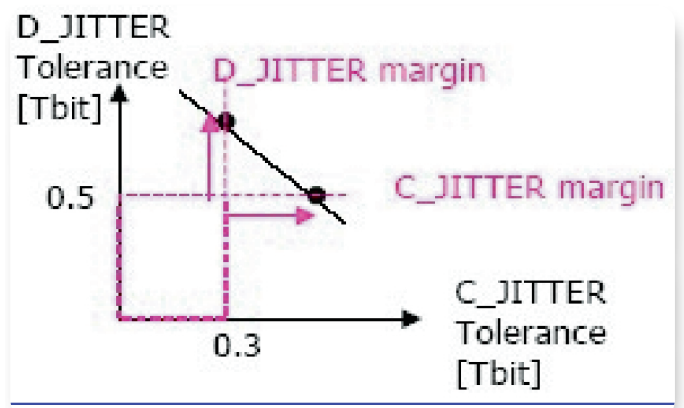 D_JITTER
Tolerance
[Tbit]
D_JITTER margin
0.5
C_JITTER margin
0.3
C_JITTER
Tolerance
[Tbit]